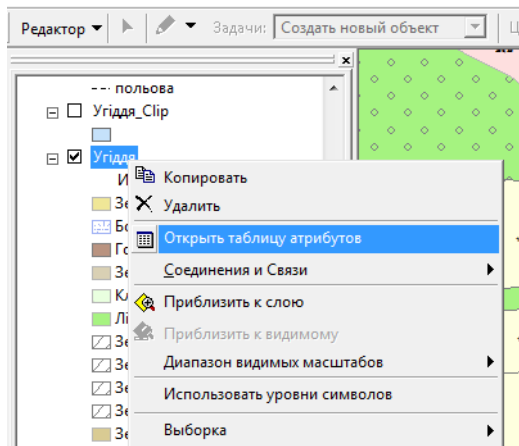 Редактор Задачи: Создать новый объект Ц
польова
Угіддя_Clip
Угіддя
Копировать
Удалить
Открыть таблицу атрибутов
Соединения и Связи
Приблизить к слою
Приблизить к видимому
Диапазон видимых масштабов
Использовать уровни символов
Выборка